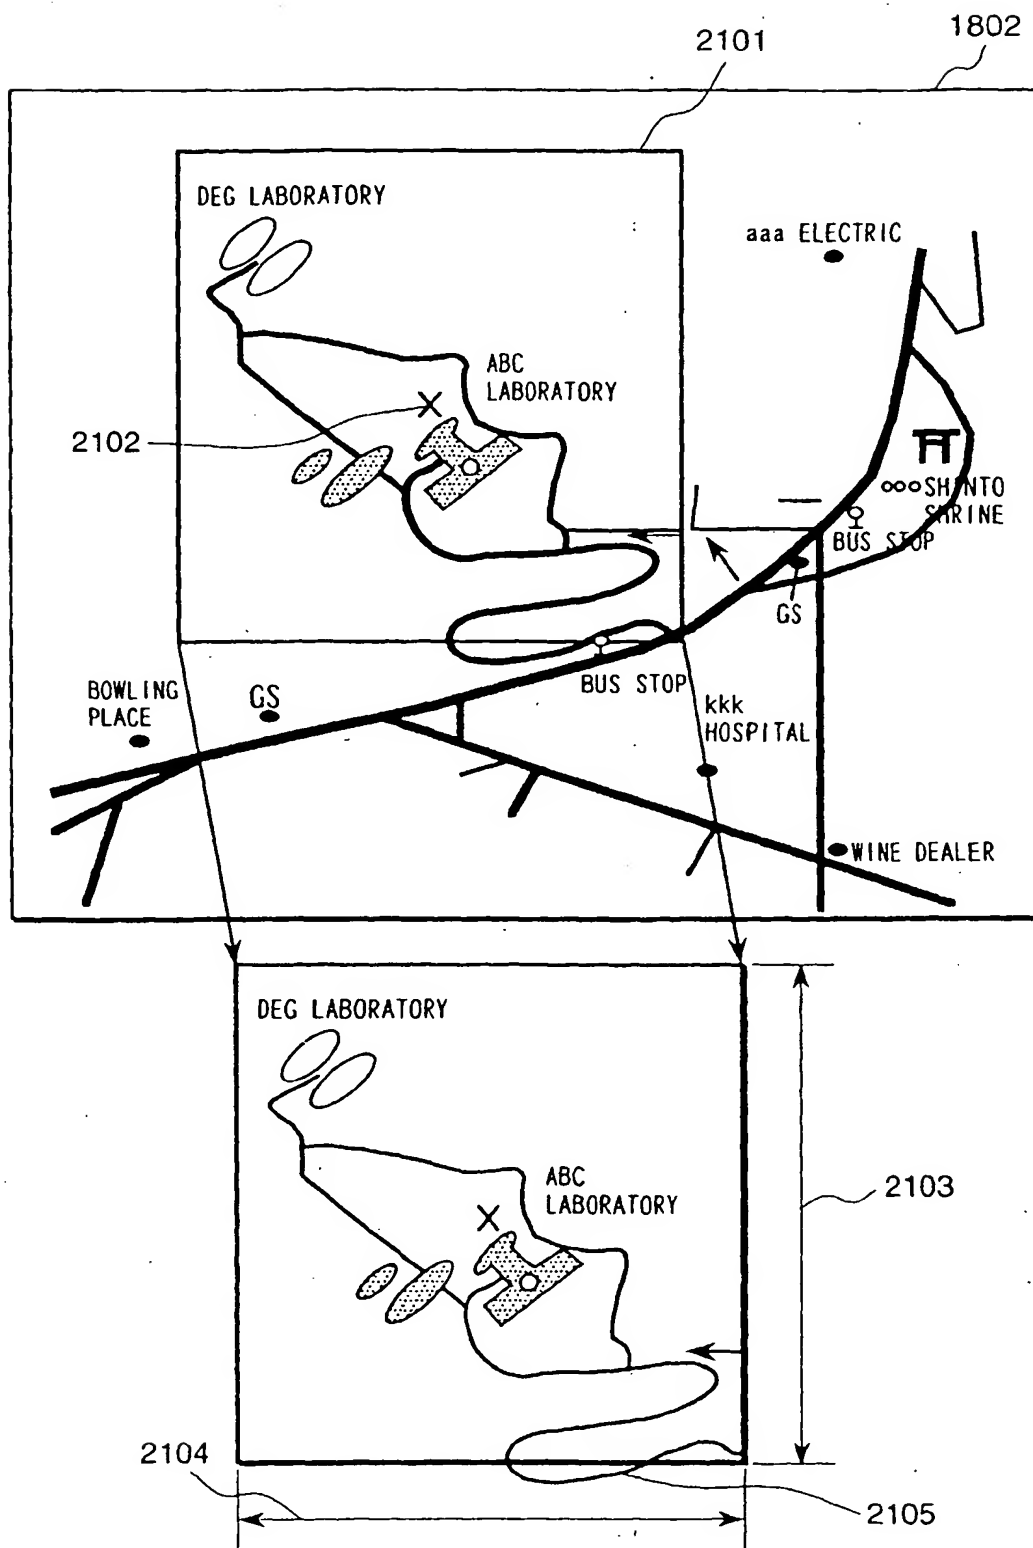 1802
2101
DEG LABORATORY
aaa ELECTRIC
ABC
LABORATORY
2102
∞∞SHINTO
SHRINE
BUS STOP
GS
BUS STOP
BOWLING
PLACE
GS
kkk
HOSPITAL
WINE DEALER
DEG LABORATORY
ABC
LABORATORY
2103
2104
2105